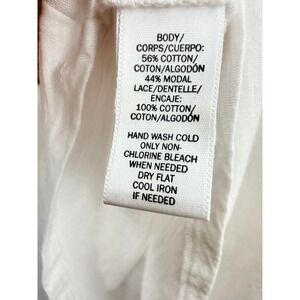 BODY/
CORPS/CUERPO:
56% COTTON/
COTON/ALGODÓN
44% MODAL
LACE/DENTELLE/
ENCAJE:
100% COTTON/
COTON/ALGODÓN
HAND WASH COLD
ONLY NON-
CHLORINE BLEACH
WHEN NEEDED
DRY FLAT
COOL IRON
IF NEEDED